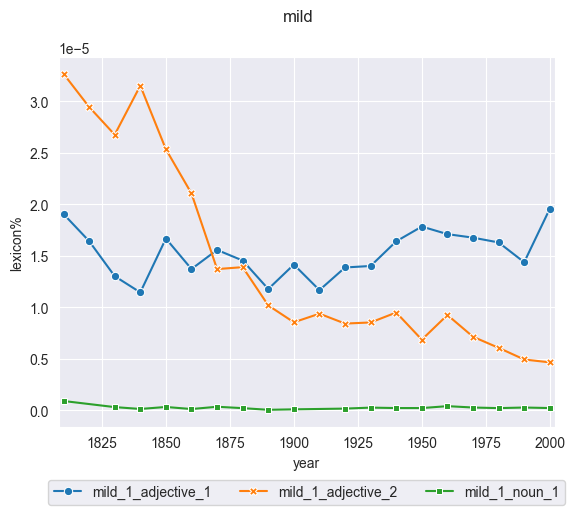 mild
1e−5
3.0
2.5
2.0
1.5
1.0
0.5
0.0
lexicon%
1825 1850 1875 1900 1925 1950 1975 2000
year
mild_1_adjective_1 mild_1_adjective_2 mild_1_noun_1